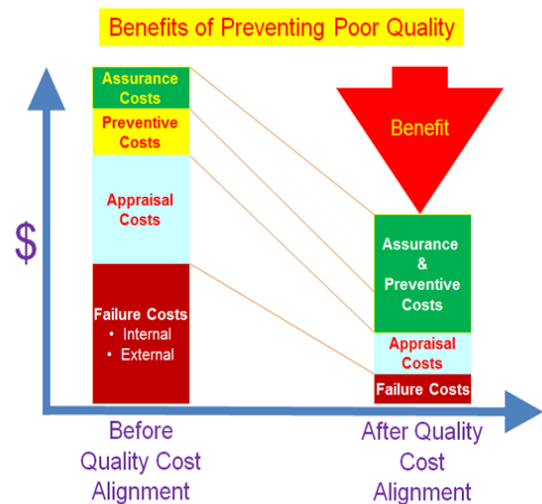 Benefits of Preventing Poor Quality
Assurance
Costs
Preventive
Costs
Appraisal
Costs
Failure Costs
• Internal
• External
$
Benefit
Assurance
&
Preventive
Costs
Appraisal
Costs
Failure Costs
Before
Quality Cost
Alignment
After Quality
Cost
Alignment